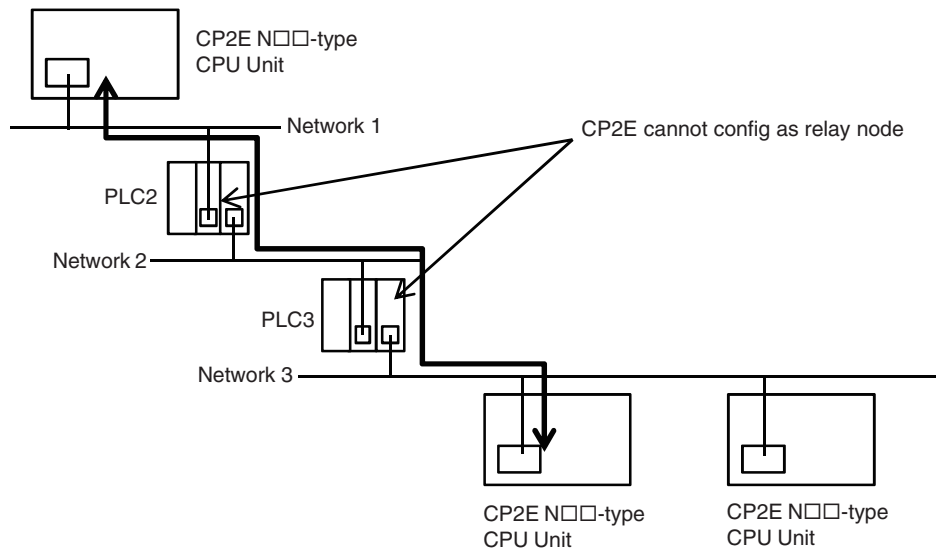 CP2E N□□-type
CPU Unit
Network 1
CP2E cannot config as relay node
PLC2
Network 2
PLC3
Network 3
CP2E N□□-type
CPU Unit
CP2E N□□-type
CPU Unit